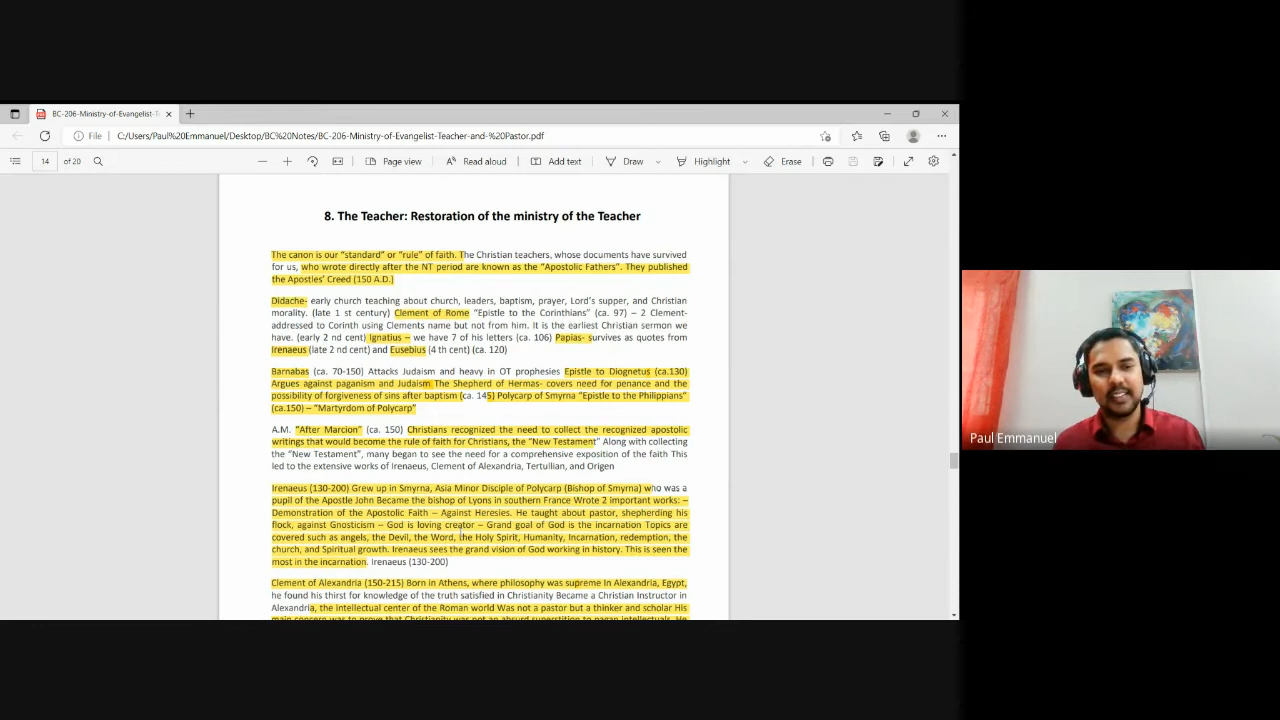 BC-206-Ministry-of-Evangelist-T
File
C:/Users/Paul%20Emmanuel/Desktop/BC%20Notes/BC-206-Ministry-of-Evangelist-Teacher-and-%20Pastor.pdf
14 of 20
Page view
Read aloud
Add text
Draw
Highlight
Erase
8. The Teacher: Restoration of the ministry of the Teacher
The canon is our “standard” or “rule” of faith. The Christian teachers, whose documents have survived
for us, who wrote directly after the NT period are known as the “Apostolic Fathers”. They published
the Apostles’ Creed (150 A.D.)
Didache- early church teaching about church, leaders, baptism, prayer, Lord’s supper, and Christian
morality. (late 1 st century) Clement of Rome “Epistle to the Corinthians” (ca. 97) – 2 Clement-
addressed to Corinth using Clements name but not from him. It is the earliest Christian sermon we
have. (early 2 nd cent) Ignatius – we have 7 of his letters (ca. 106) Papias- survives as quotes from
Irenaeus (late 2 nd cent) and Eusebius (4 th cent) (ca. 120)
Barnabas (ca. 70-150) Attacks Judaism and heavy in OT prophesies Epistle to Diognetus (ca.130)
Argues against paganism and Judaism The Shepherd of Hermas- covers need for penance and the
possibility of forgiveness of sins after baptism (ca. 145) Polycarp of Smyrna “Epistle to the Philippians”
(ca.150) – “Martyrdom of Polycarp”
A.M. “After Marcion” (ca. 150) Christians recognized the need to collect the recognized apostolic
writings that would become the rule of faith for Christians, the “New Testament” Along with collecting
the “New Testament”, many began to see the need for a comprehensive exposition of the faith This
led to the extensive works of Irenaeus, Clement of Alexandria, Tertullian, and Origen
Irenaeus (130-200) Grew up in Smyrna, Asia Minor Disciple of Polycarp (Bishop of Smyrna) who was a
pupil of the Apostle John Became the bishop of Lyons in southern France Wrote 2 important works: –
Demonstration of the Apostolic Faith – Against Heresies. He taught about pastor, shepherding his
flock, against Gnosticism – God is loving creator – Grand goal of God is the incarnation Topics are
covered such as angels, the Devil, the Word, the Holy Spirit, Humanity, Incarnation, redemption, the
church, and Spiritual growth. Irenaeus sees the grand vision of God working in history. This is seen the
most in the incarnation. Irenaeus (130-200)
Clement of Alexandria (150-215) Born in Athens, where philosophy was supreme In Alexandria, Egypt,
he found his thirst for knowledge of the truth satisfied in Christianity Became a Christian Instructor in
Alexandria, the intellectual center of the Roman world Was not a pastor but a thinker and scholar His
main concern was to prove that Christianity was not an absurd superstition to pagan intellectuals. He
Paul Emmanuel